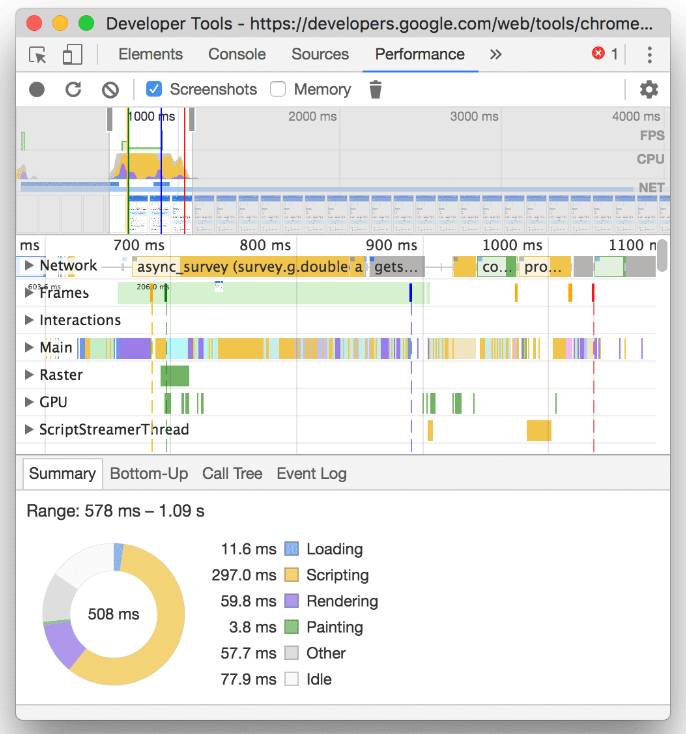 Developer Tools - https://developers.google.com/web/tools/chrome...
Elements Console Sources Performance » 1
Screenshots Memory
1000 ms 2000 ms 3000 ms 4000 ms
FPS
CPU
NET
ms 700 ms 800 ms 900 ms 1000 ms 1100 n
Network async_survey (survey.g.double a gets... co... pro...
603.5 ms 206.0 ms
Frames
Interactions
Main
Raster
GPU
ScriptStreamerThread
Summary Bottom-Up Call Tree Event Log
Range: 578 ms – 1.09 s
508 ms
11.6 ms Loading
297.0 ms Scripting
59.8 ms Rendering
3.8 ms Painting
57.7 ms Other
77.9 ms Idle